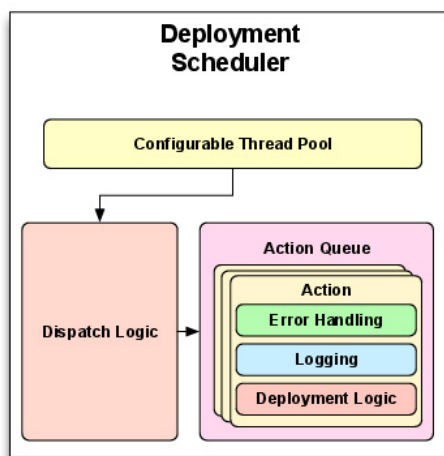 Deployment
Scheduler
Configurable Thread Pool
Dispatch Logic
Action Queue
Action
Error Handling
Logging
Deployment Logic